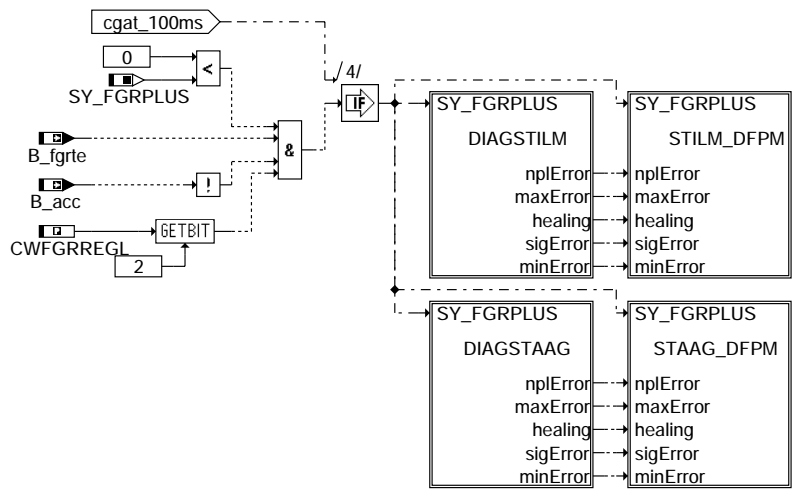 cgat_100ms
/4/
0
<
SY_FGRPLUS
IF
SY_FGRPLUS
SY_FGRPLUS
DIAGSTILM
STILM_DFPM
B_fgrte
&
B_acc
!
nplError
nplError
maxError
maxError
healing
healing
sigError
sigError
minError
minError
CWFGRREGL
GETBIT
2
SY_FGRPLUS
SY_FGRPLUS
DIAGSTAAG
STAAG_DFPM
nplError
nplError
maxError
maxError
healing
healing
sigError
sigError
minError
minError